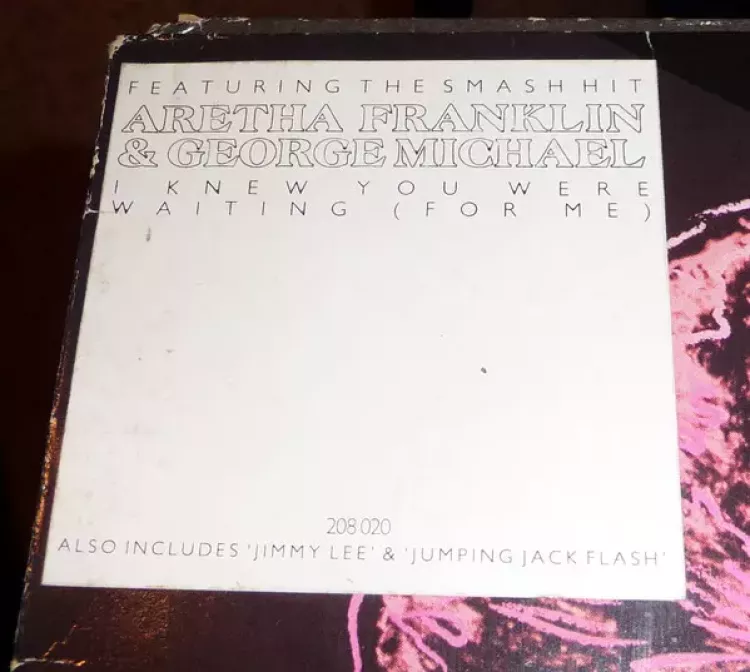 FEATURING THE SMASH HIT
ARETHA FRANKLIN
& GEORGE MICHAEL
I KNEW YOU WERE
WAITING (FOR ME)
208 020
ALSO INCLUDES 'JIMMY LEE' & 'JUMPING JACK FLASH'